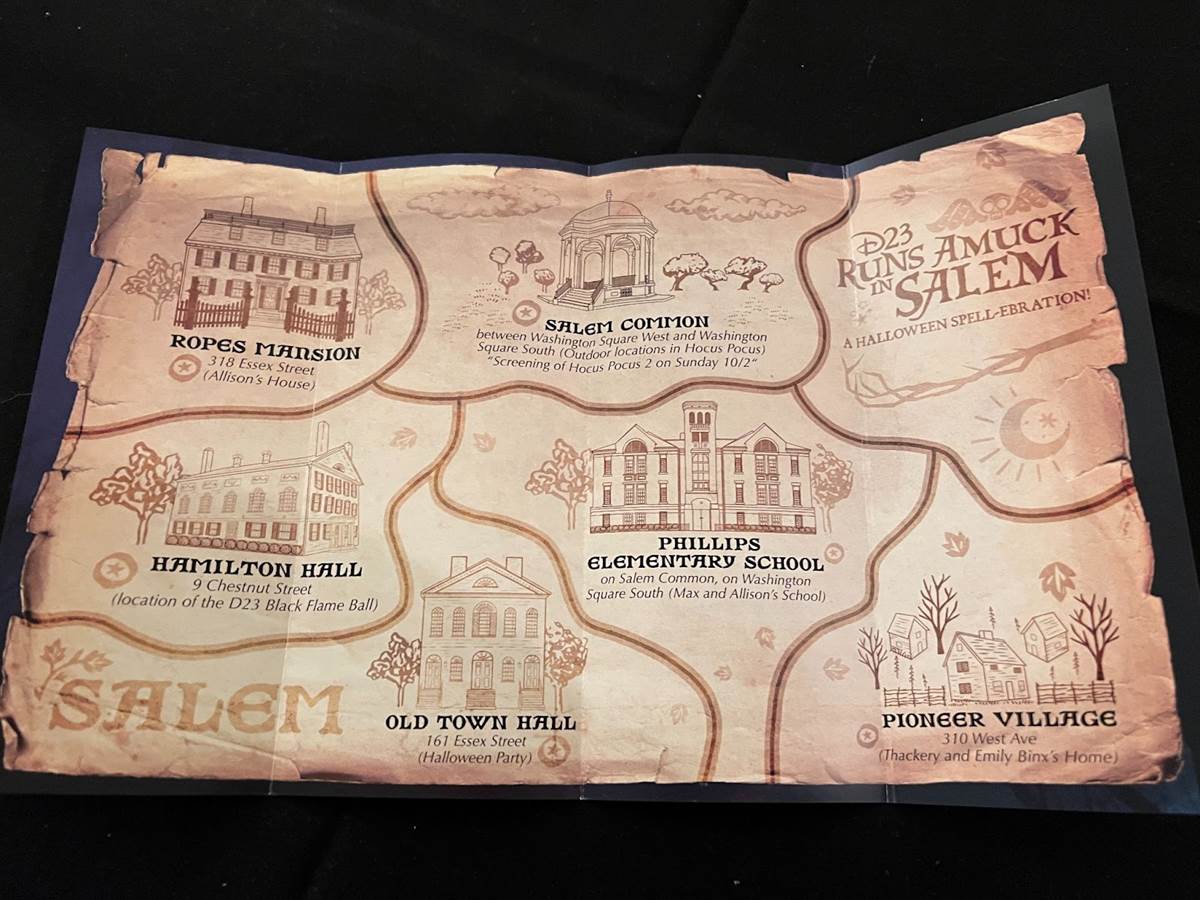 D23
RUNS AMUCK
IN SALEM
A HALLOWEEN SPELL-EBRATION!
ROPES MANSION
318 Essex Street
(Allison's House)
SALEM COMMON
between Washington Square West and Washington
Square South (Outdoor locations in Hocus Pocus)
"Screening of Hocus Pocus 2 on Sunday 10/2"
HAMILTON HALL
9 Chestnut Street
(location of the D23 Black Flame Ball)
PHILLIPS
ELEMENTARY SCHOOL
on Salem Common, on Washington
Square South (Max and Allison's School)
SALEM
OLD TOWN HALL
161 Essex Street
(Halloween Party)
PIONEER VILLAGE
310 West Ave
(Thackery and Emily Binx's Home)